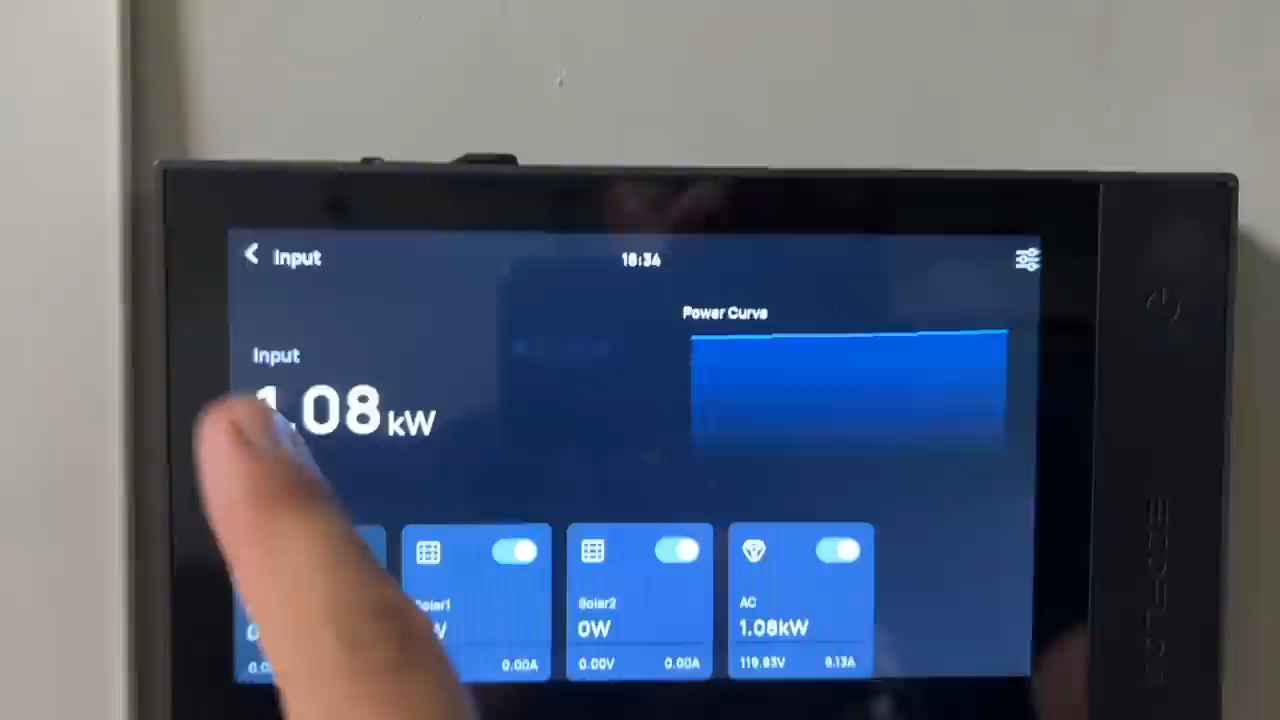 Input
18:34
Power Curve
Input
1.08 kW
Solar2
AC
0W
1.08kW
0.00A
0.00V
0.00A
119.83V
9.13A
ECOFLOW